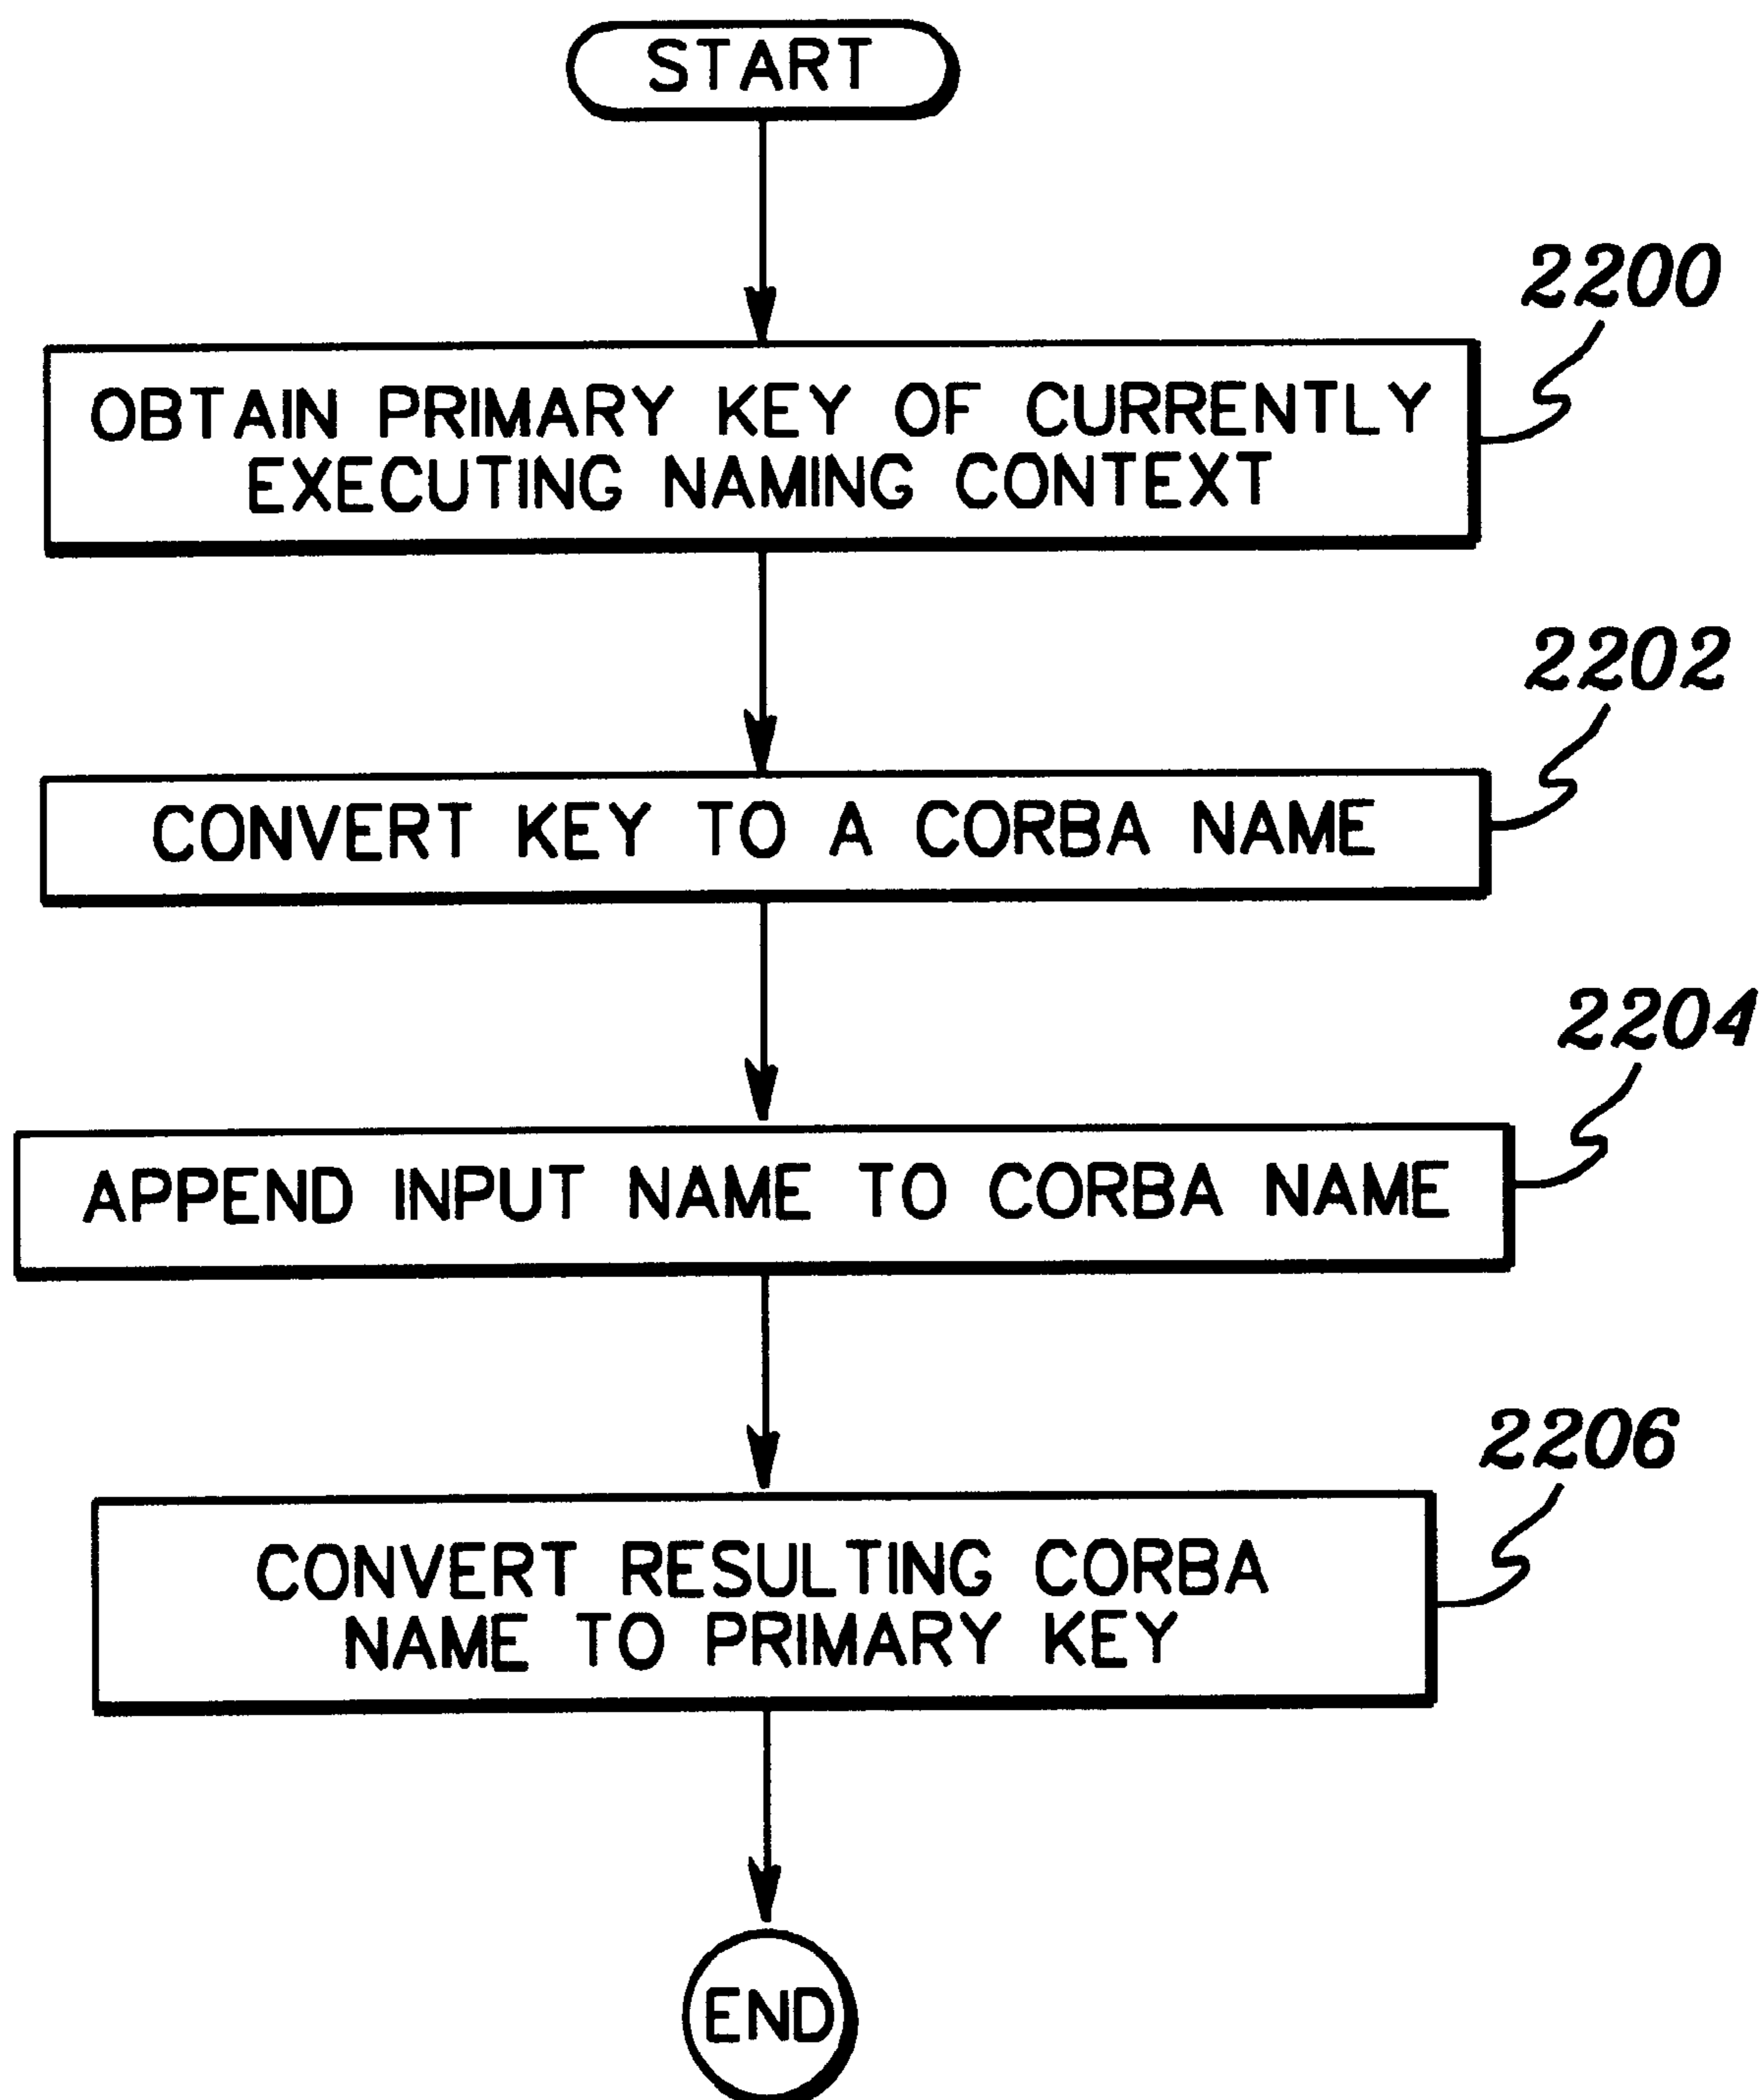 START
2200
OBTAIN PRIMARY KEY OF CURRENTLY
EXECUTING NAMING CONTEXT
2202
CONVERT KEY TO A CORBA NAME
2204
APPEND INPUT NAME TO CORBA NAME
2206
CONVERT RESULTING CORBA
NAME TO PRIMARY KEY
END